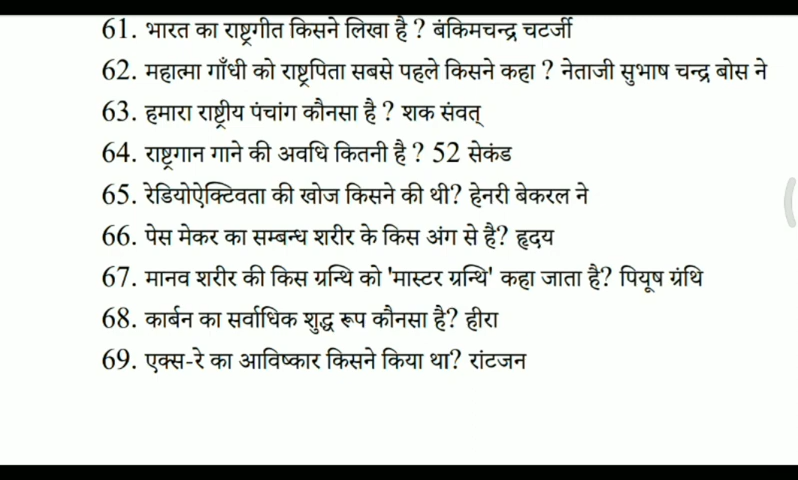 61. भारत का राष्ट्रगीत किसने लिखा है ? बंकिमचन्द्र चटर्जी
62. महात्मा गाँधी को राष्ट्रपिता सबसे पहले किसने कहा ? नेताजी सुभाष चन्द्र बोस ने
63. हमारा राष्ट्रीय पंचांग कौनसा है ? शक संवत्
64. राष्ट्रगान गाने की अवधि कितनी है ? 52 सेकंड
65. रेडियोऐक्टिवता की खोज किसने की थी? हेनरी बेकरल ने
66. पेस मेकर का सम्बन्ध शरीर के किस अंग से है? हृदय
67. मानव शरीर की किस ग्रन्थि को 'मास्टर ग्रन्थि' कहा जाता है? पियूष ग्रंथि
68. कार्बन का सर्वाधिक शुद्ध रूप कौनसा है? हीरा
69. एक्स-रे का आविष्कार किसने किया था? रांटजन